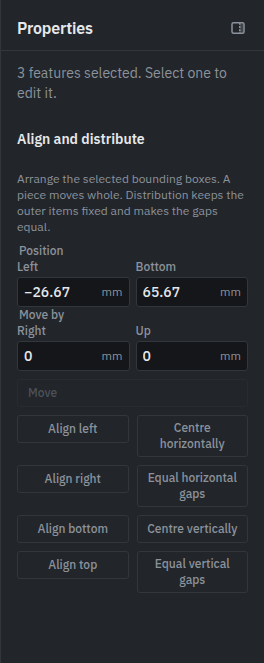 Properties
3 features selected. Select one to
edit it.
Align and distribute
Arrange the selected bounding boxes. A
piece moves whole. Distribution keeps the
outer items fixed and makes the gaps
equal.
Position
Left Bottom
−26.67 mm 65.67 mm
Move by
Right Up
0 mm 0 mm
Move
Align left Centre
horizontally
Align right Equal horizontal
gaps
Align bottom Centre vertically
Align top Equal vertical
gaps